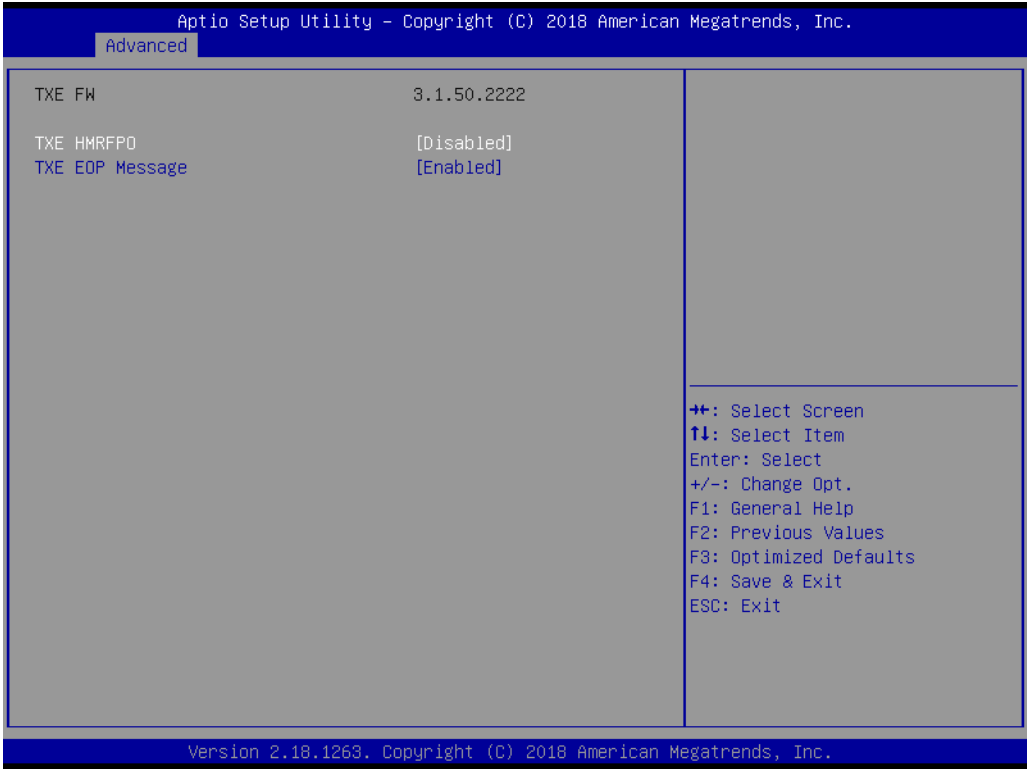 Aptio Setup Utility – Copyright (C) 2018 American Megatrends, Inc.
Advanced
TXE FW 3.1.50.2222
TXE HMRFPO [Disabled]
TXE EOP Message [Enabled]
→←: Select Screen
↑↓: Select Item
Enter: Select
+/-: Change Opt.
F1: General Help
F2: Previous Values
F3: Optimized Defaults
F4: Save & Exit
ESC: Exit
Version 2.18.1263. Copyright (C) 2018 American Megatrends, Inc.